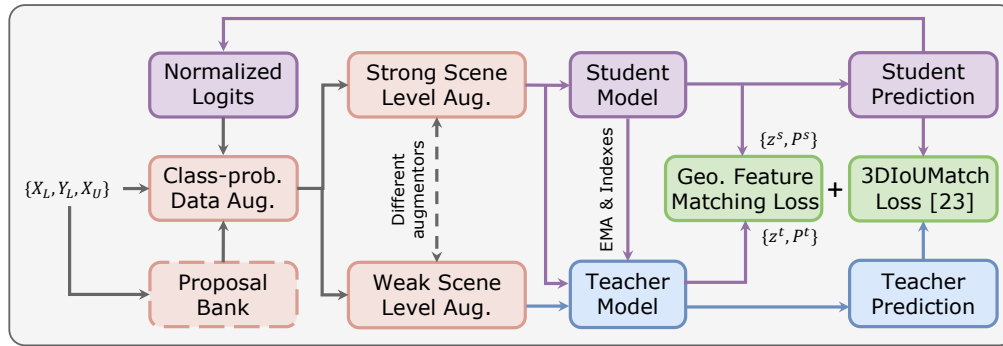 Normalized
Logits
Strong Scene
Level Aug.
Student
Model
Student
Prediction
{X_L, Y_L, X_U}
Class-prob.
Data Aug.
Different
augmentors
EMA & Indexes
{z^s, P^s}
Geo. Feature
Matching Loss
+
3DIoUMatch
Loss [23]
{z^t, P^t}
Proposal
Bank
Weak Scene
Level Aug.
Teacher
Model
Teacher
Prediction